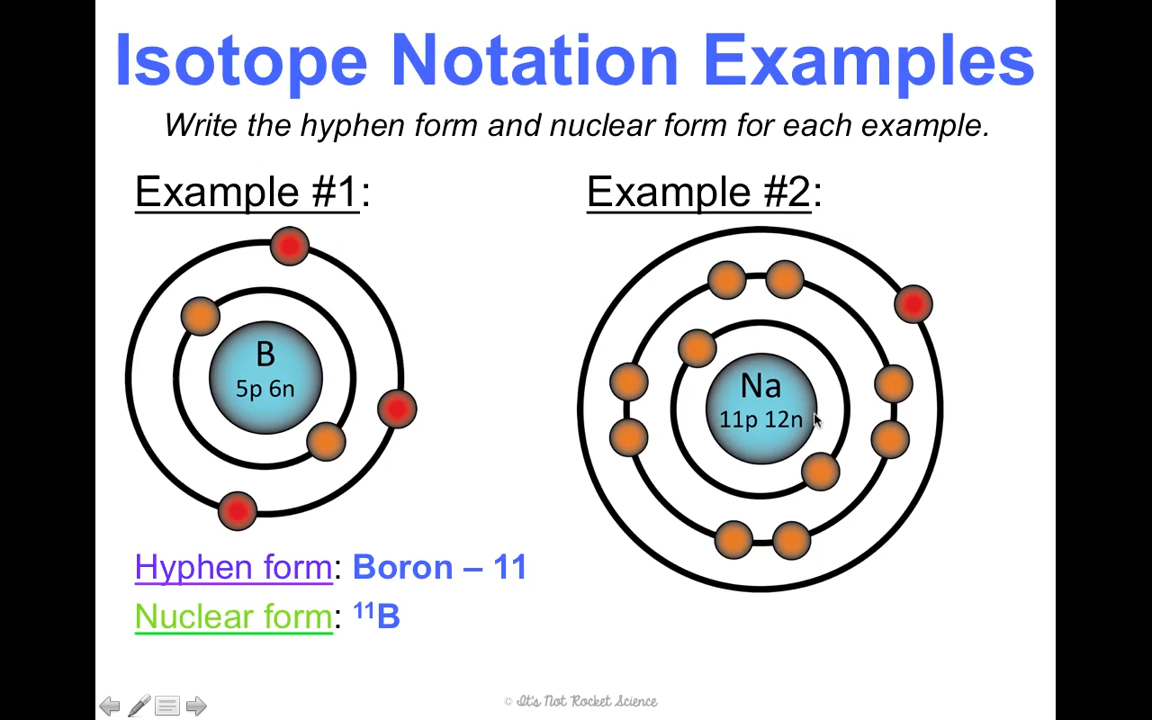 Isotope Notation Examples
Write the hyphen form and nuclear form for each example.
Example #1:
Example #2:
B
5p 6n
Na
11p 12n
Hyphen form: Boron – 11
Nuclear form: ¹¹B
© It's Not Rocket Science